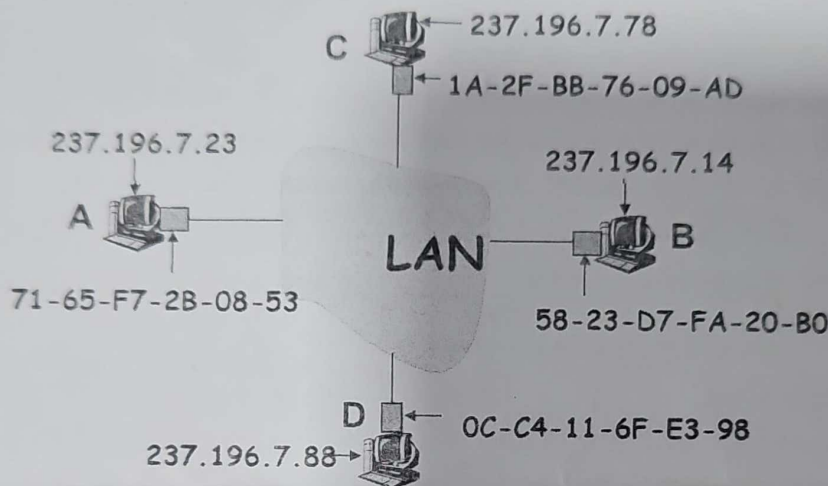 C
237.196.7.78
1A-2F-BB-76-09-AD
237.196.7.23
237.196.7.14
A
LAN
B
71-65-F7-2B-08-53
58-23-D7-FA-20-B0
D
0C-C4-11-6F-E3-98
237.196.7.88